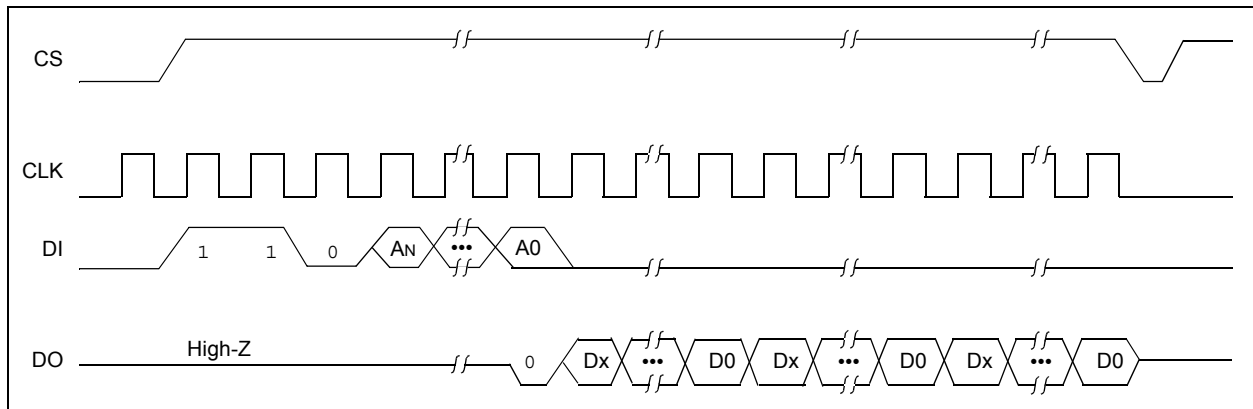 CS
CLK
DI 1 1 0 AN ••• A0
High-Z
DO 0 Dx ••• D0 Dx ••• D0 Dx ••• D0